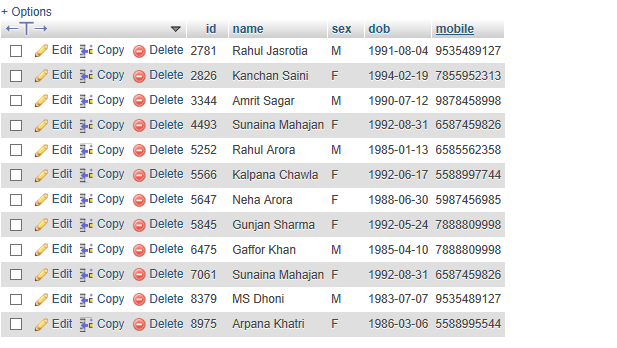 + Options
←T→ id name sex dob mobile
Edit Copy Delete 2781 Rahul Jasrotia M 1991-08-04 9535489127
Edit Copy Delete 2826 Kanchan Saini F 1994-02-19 7855952313
Edit Copy Delete 3344 Amrit Sagar M 1990-07-12 9878458998
Edit Copy Delete 4493 Sunaina Mahajan F 1992-08-31 6587459826
Edit Copy Delete 5252 Rahul Arora M 1985-01-13 6585562358
Edit Copy Delete 5566 Kalpana Chawla F 1992-06-17 5588997744
Edit Copy Delete 5647 Neha Arora F 1988-06-30 5987456985
Edit Copy Delete 5845 Gunjan Sharma F 1992-05-24 7888809998
Edit Copy Delete 6475 Gaffor Khan M 1985-04-10 7888809998
Edit Copy Delete 7061 Sunaina Mahajan F 1992-08-31 6587459826
Edit Copy Delete 8379 MS Dhoni M 1983-07-07 9535489127
Edit Copy Delete 8975 Arpana Khatri F 1986-03-06 5588995544